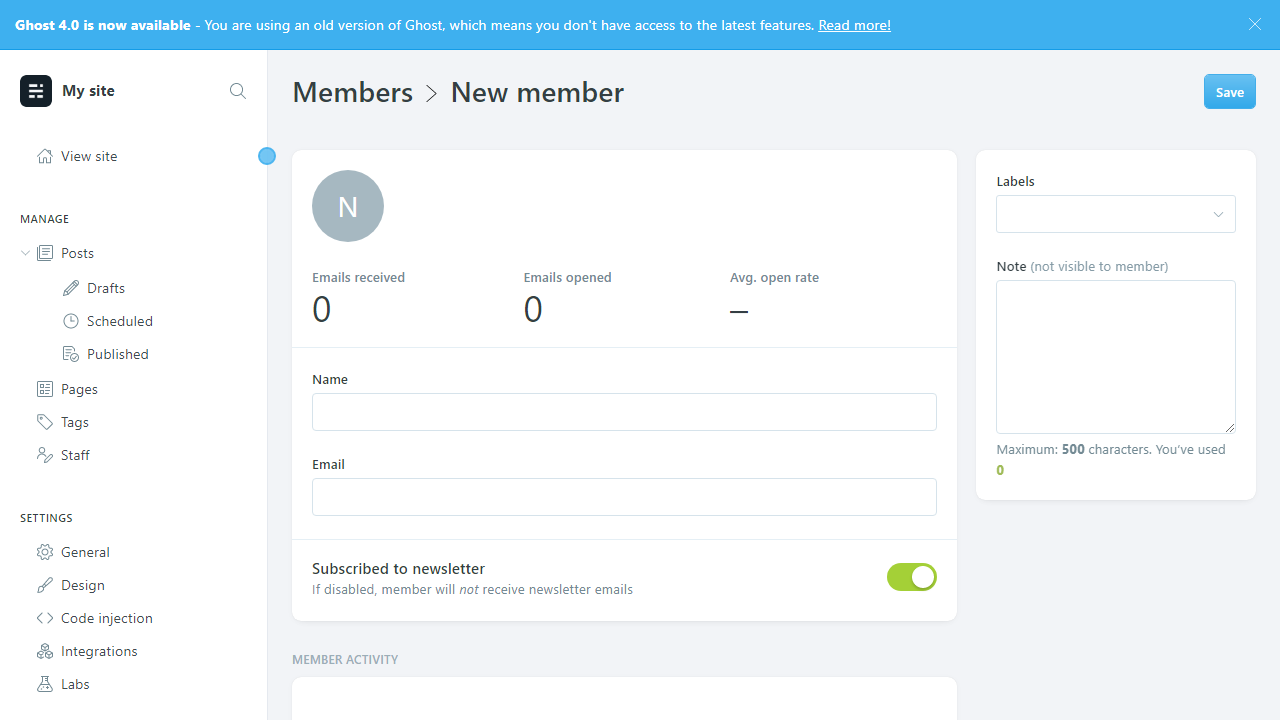 Ghost 4.0 is now available - You are using an old version of Ghost, which means you don't have access to the latest features. Read more!
My site
Members > New member
Save
View site
MANAGE
Posts
Drafts
Scheduled
Published
Pages
Tags
Staff
SETTINGS
General
Design
Code injection
Integrations
Labs
N
Emails received
0
Emails opened
0
Avg. open rate
–
Name
Email
Subscribed to newsletter
If disabled, member will not receive newsletter emails
MEMBER ACTIVITY
Labels
Note (not visible to member)
Maximum: 500 characters. You've used
0